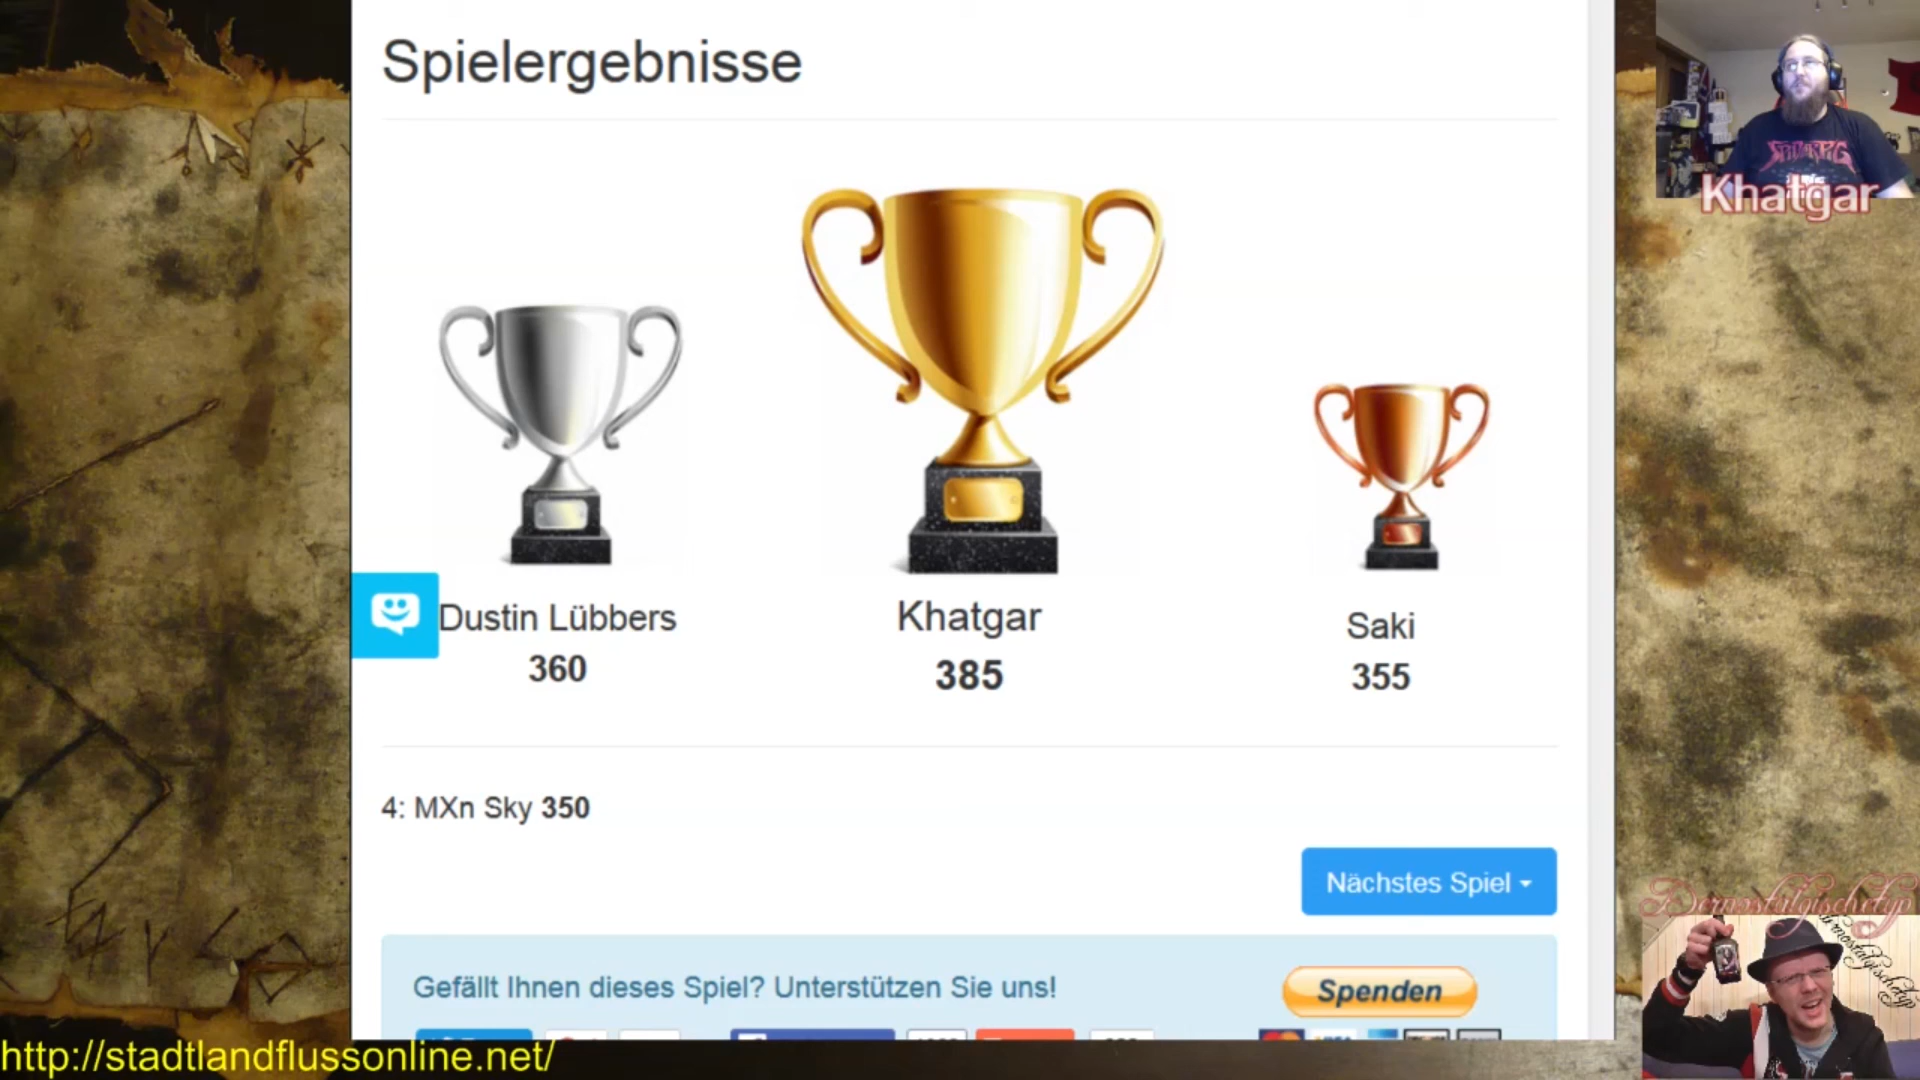 Spielergebnisse
Khatgar
Dustin Lübbers
360
Khatgar
385
Saki
355
4: MXn Sky 350
Nächstes Spiel
Dernostalgischetyp
Gefällt Ihnen dieses Spiel? Unterstützen Sie uns!
Spenden
http://stadtlandflussonline.net/